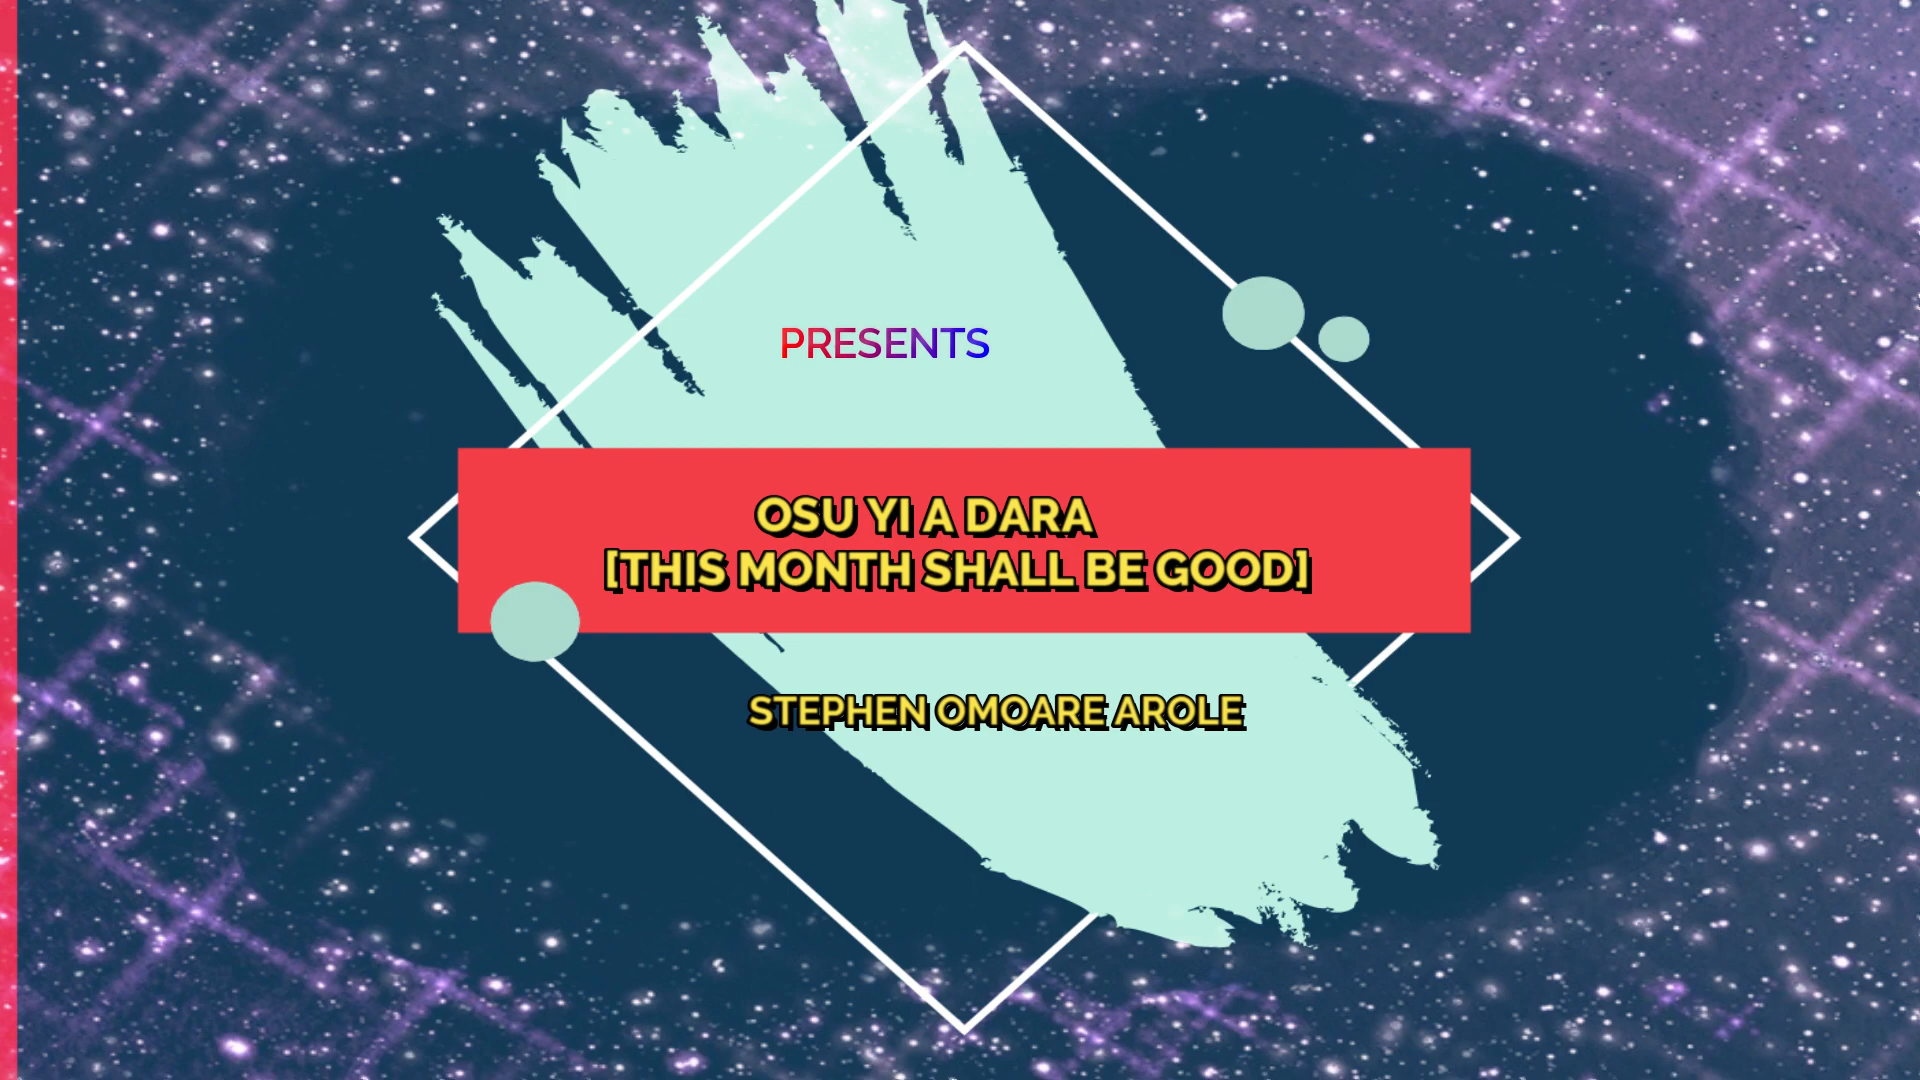 PRESENTS
OSU YI A DARA
[THIS MONTH SHALL BE GOOD]
STEPHEN OMOARE AROLE